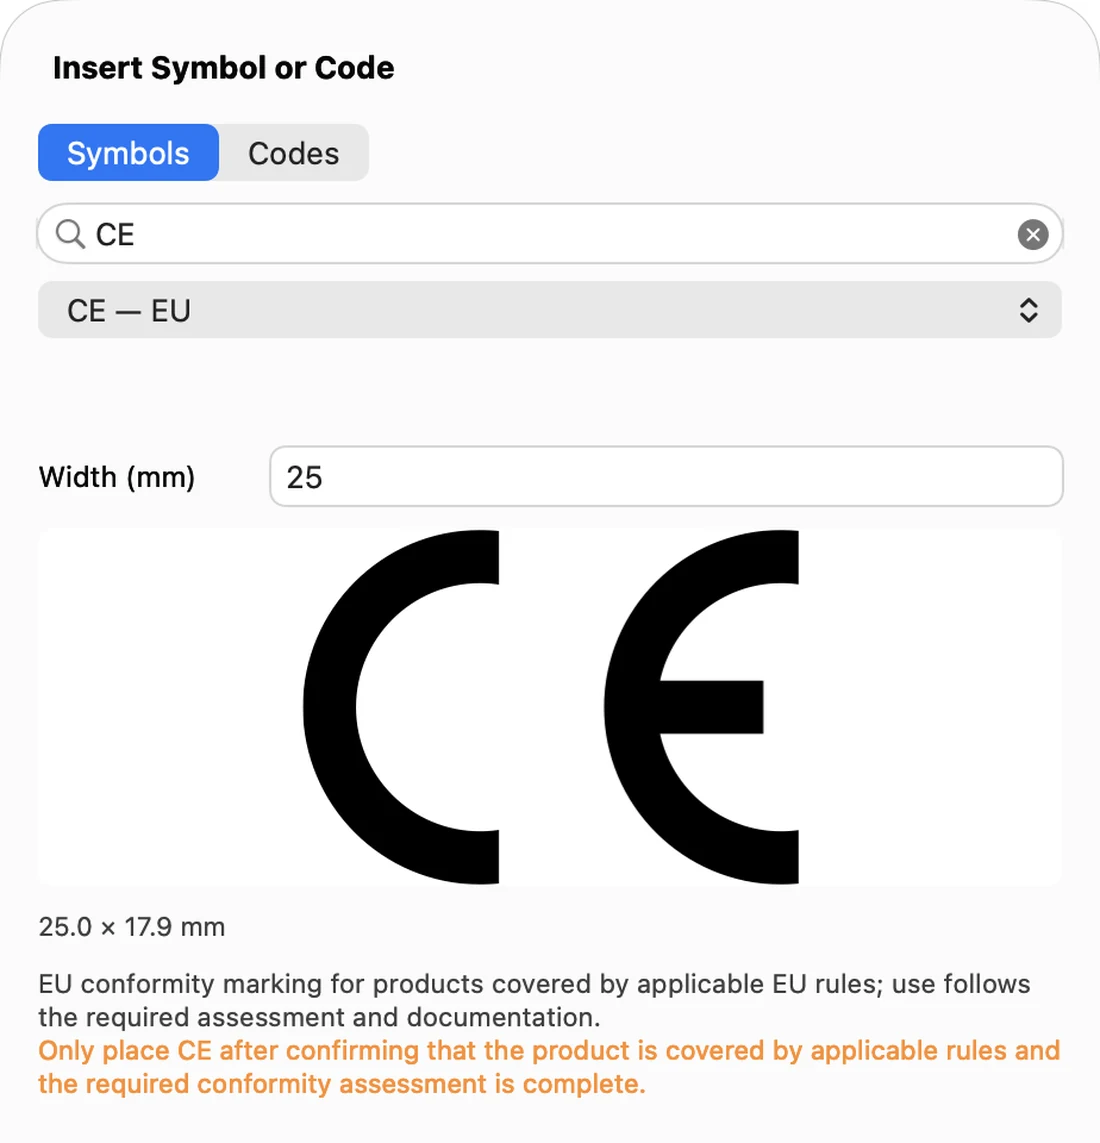 Insert Symbol or Code
Symbols Codes
CE
CE — EU
Width (mm) 25
CE
25.0 × 17.9 mm
EU conformity marking for products covered by applicable EU rules; use follows
the required assessment and documentation.
Only place CE after confirming that the product is covered by applicable rules and
the required conformity assessment is complete.